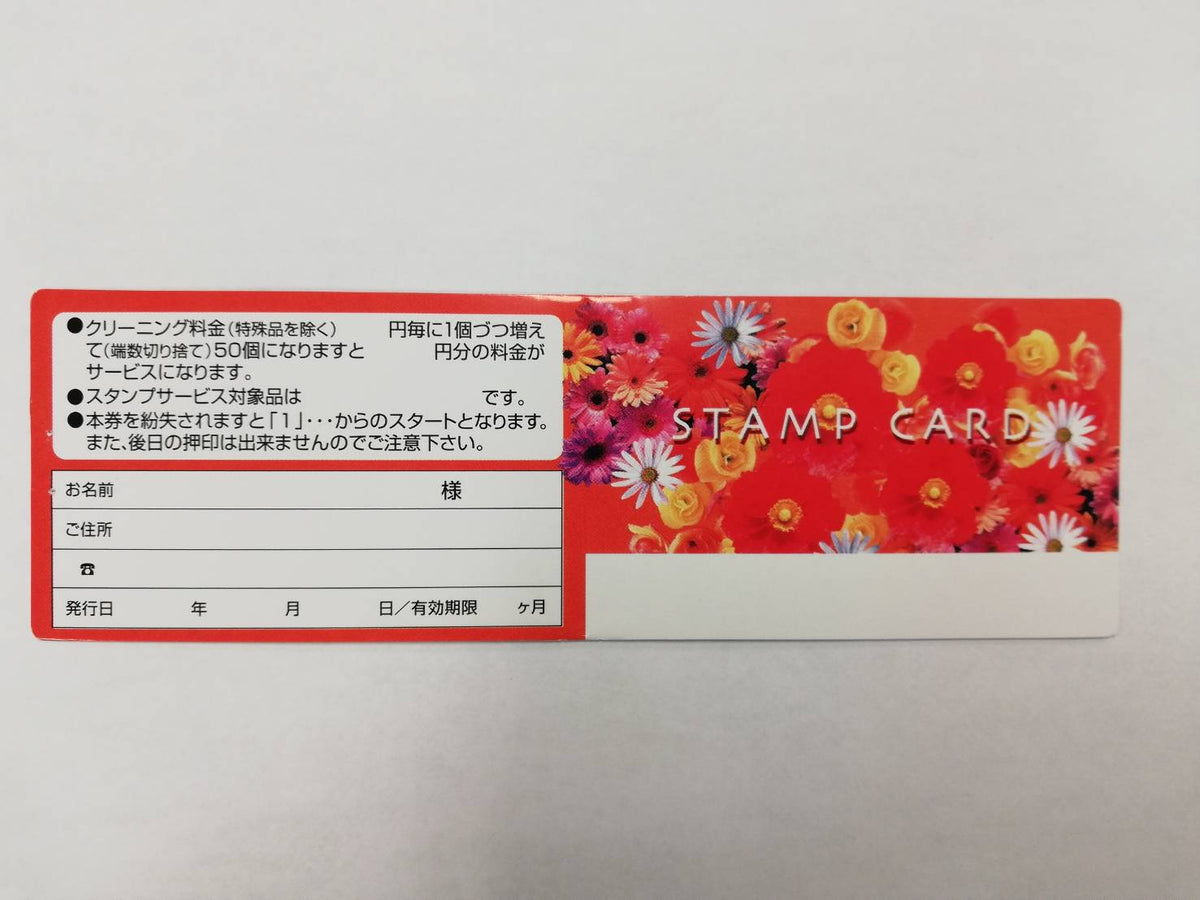 ●クリーニング料金(特殊品を除く)　　円毎に1個づつ増え
て(端数切り捨て)50個になりますと　　円分の料金が
サービスになります。
●スタンプサービス対象品は　　です。
●本券を紛失されますと「1」･･･からのスタートとなります。
また、後日の押印は出来ませんのでご注意下さい。
お名前　　様
ご住所
☎
発行日　　年　　月　　日／有効期限　　ヶ月
STAMP CARD